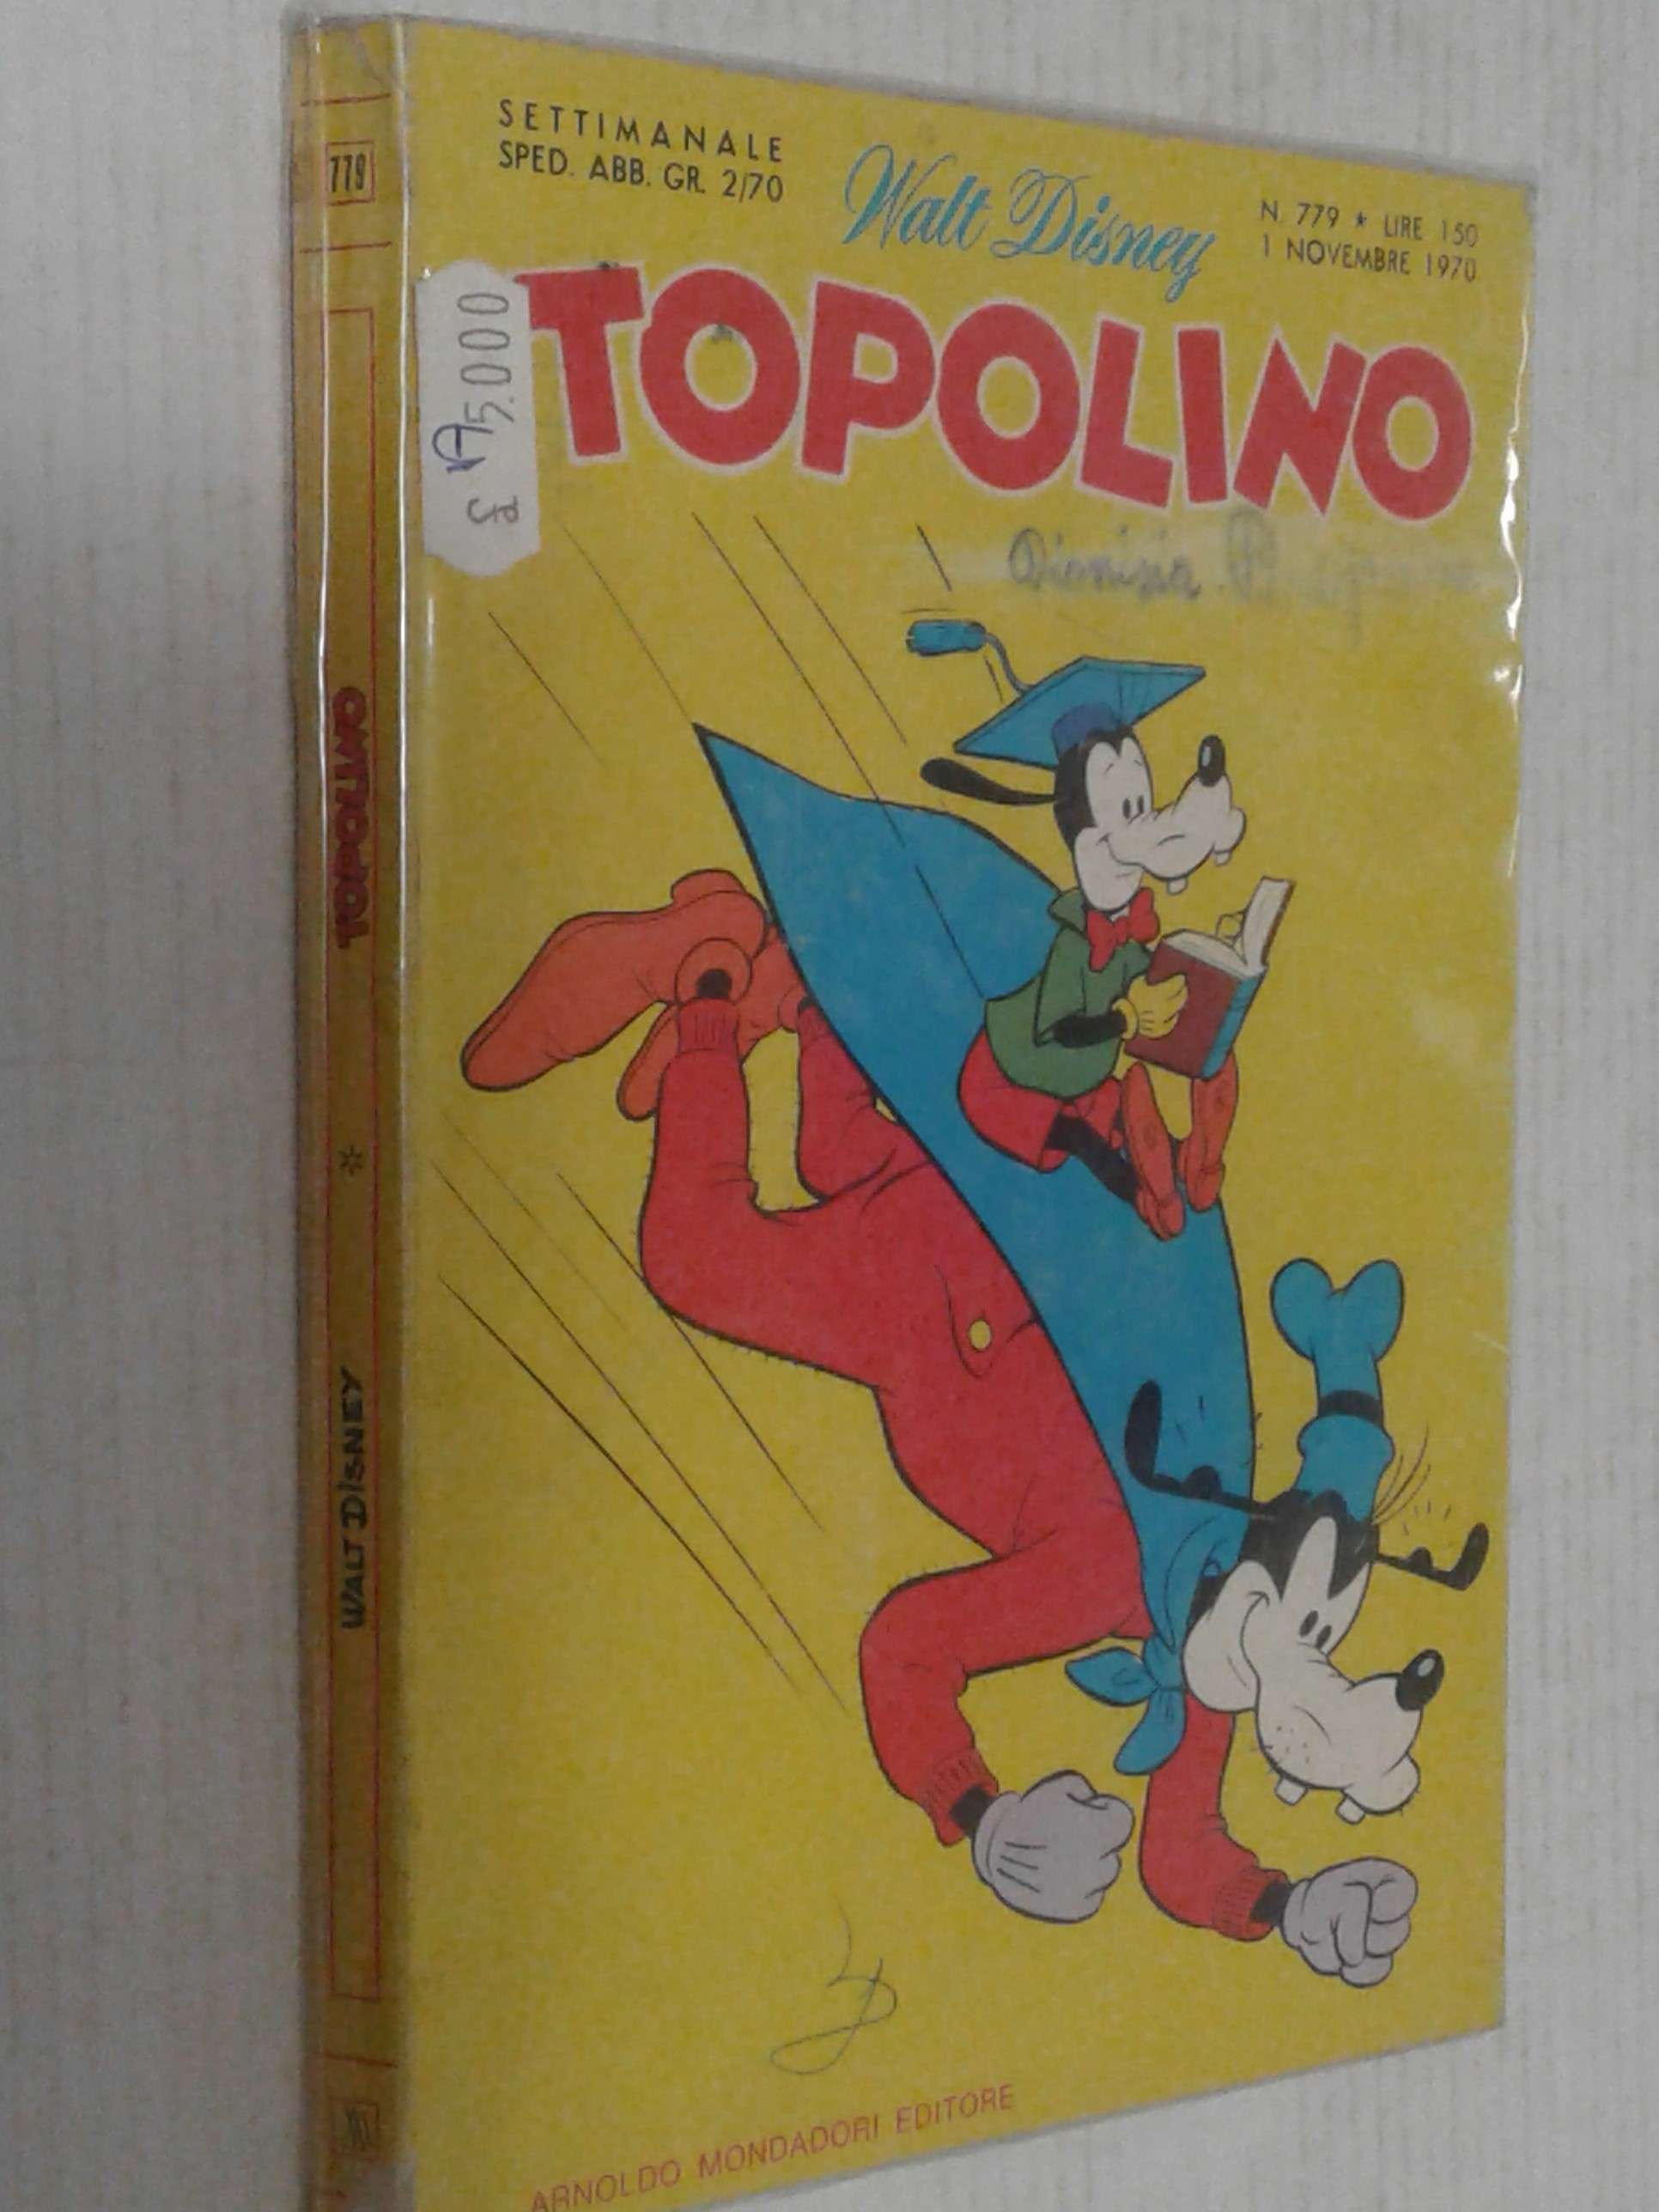 SETTIMANALE
SPED. ABB. GR. 2/70
Walt Disney
N. 779 * LIRE 150
1 NOVEMBRE 1970
TOPOLINO
5.000
Dionisia
ARNOLDO MONDADORI EDITORE
779
TOPOLINO
*
WALT DISNEY